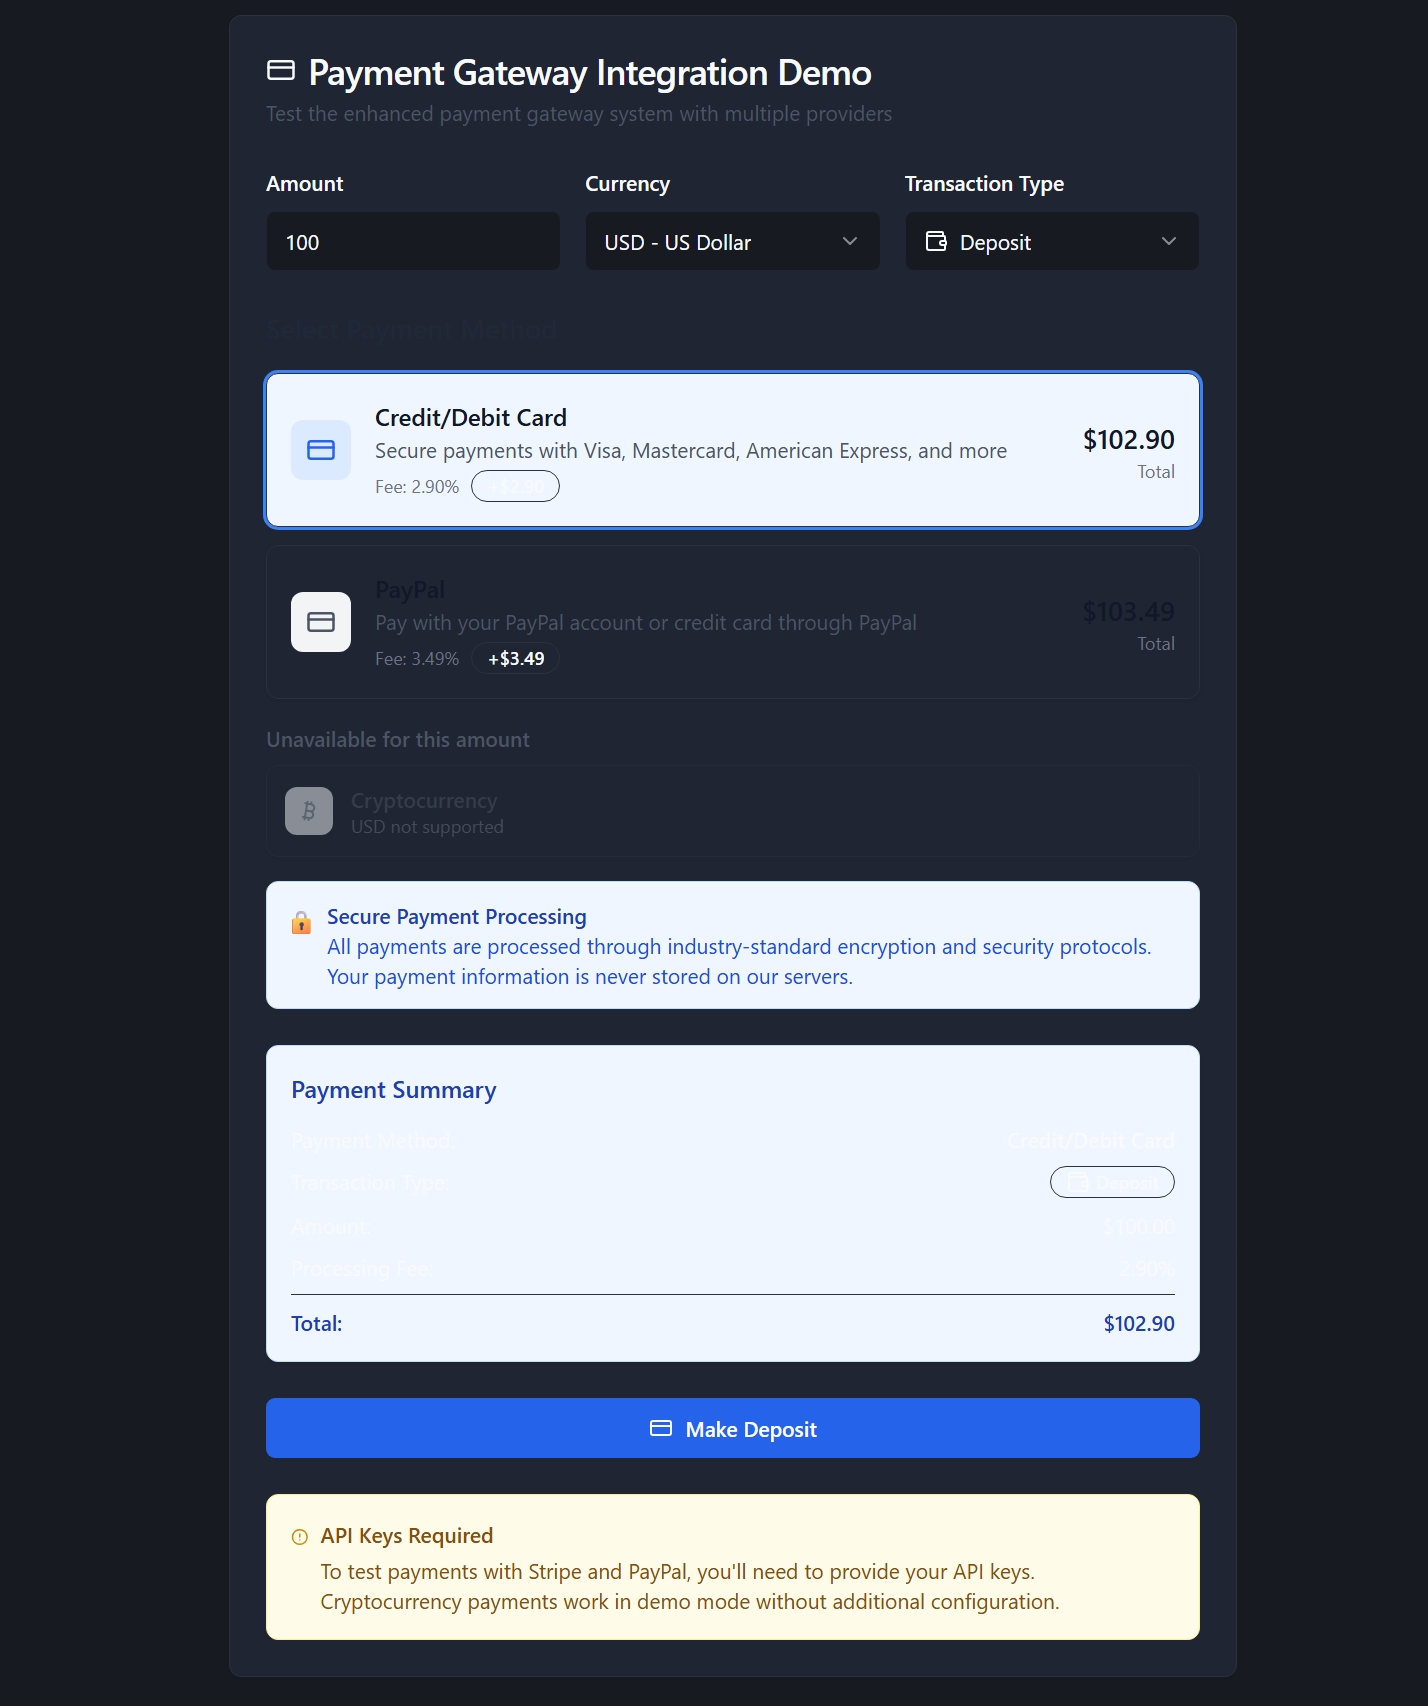 Payment Gateway Integration Demo
Test the enhanced payment gateway system with multiple providers
Amount
Currency
Transaction Type
100
USD - US Dollar
Deposit
Select Payment Method
Credit/Debit Card
Secure payments with Visa, Mastercard, American Express, and more
Fee: 2.90%
+$2.90
$102.90
Total
PayPal
Pay with your PayPal account or credit card through PayPal
Fee: 3.49%
+$3.49
$103.49
Total
Unavailable for this amount
Cryptocurrency
USD not supported
Secure Payment Processing
All payments are processed through industry-standard encryption and security protocols.
Your payment information is never stored on our servers.
Payment Summary
Payment Method:
Credit/Debit Card
Transaction Type:
Deposit
Amount:
$100.00
Processing Fee:
2.90%
Total:
$102.90
Make Deposit
API Keys Required
To test payments with Stripe and PayPal, you'll need to provide your API keys.
Cryptocurrency payments work in demo mode without additional configuration.